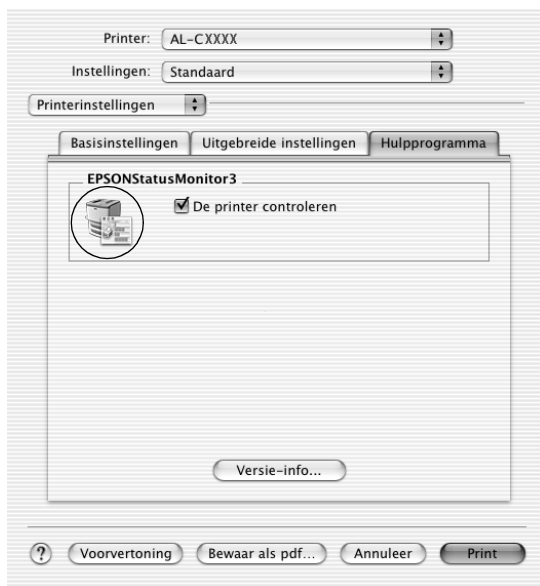 Printer: AL-CXXXX
Instellingen: Standaard
Printerinstellingen
Basisinstellingen Uitgebreide instellingen Hulpprogramma
EPSONStatusMonitor3
De printer controleren
Versie-info...
? Voorvertoning Bewaar als pdf... Annuleer Print